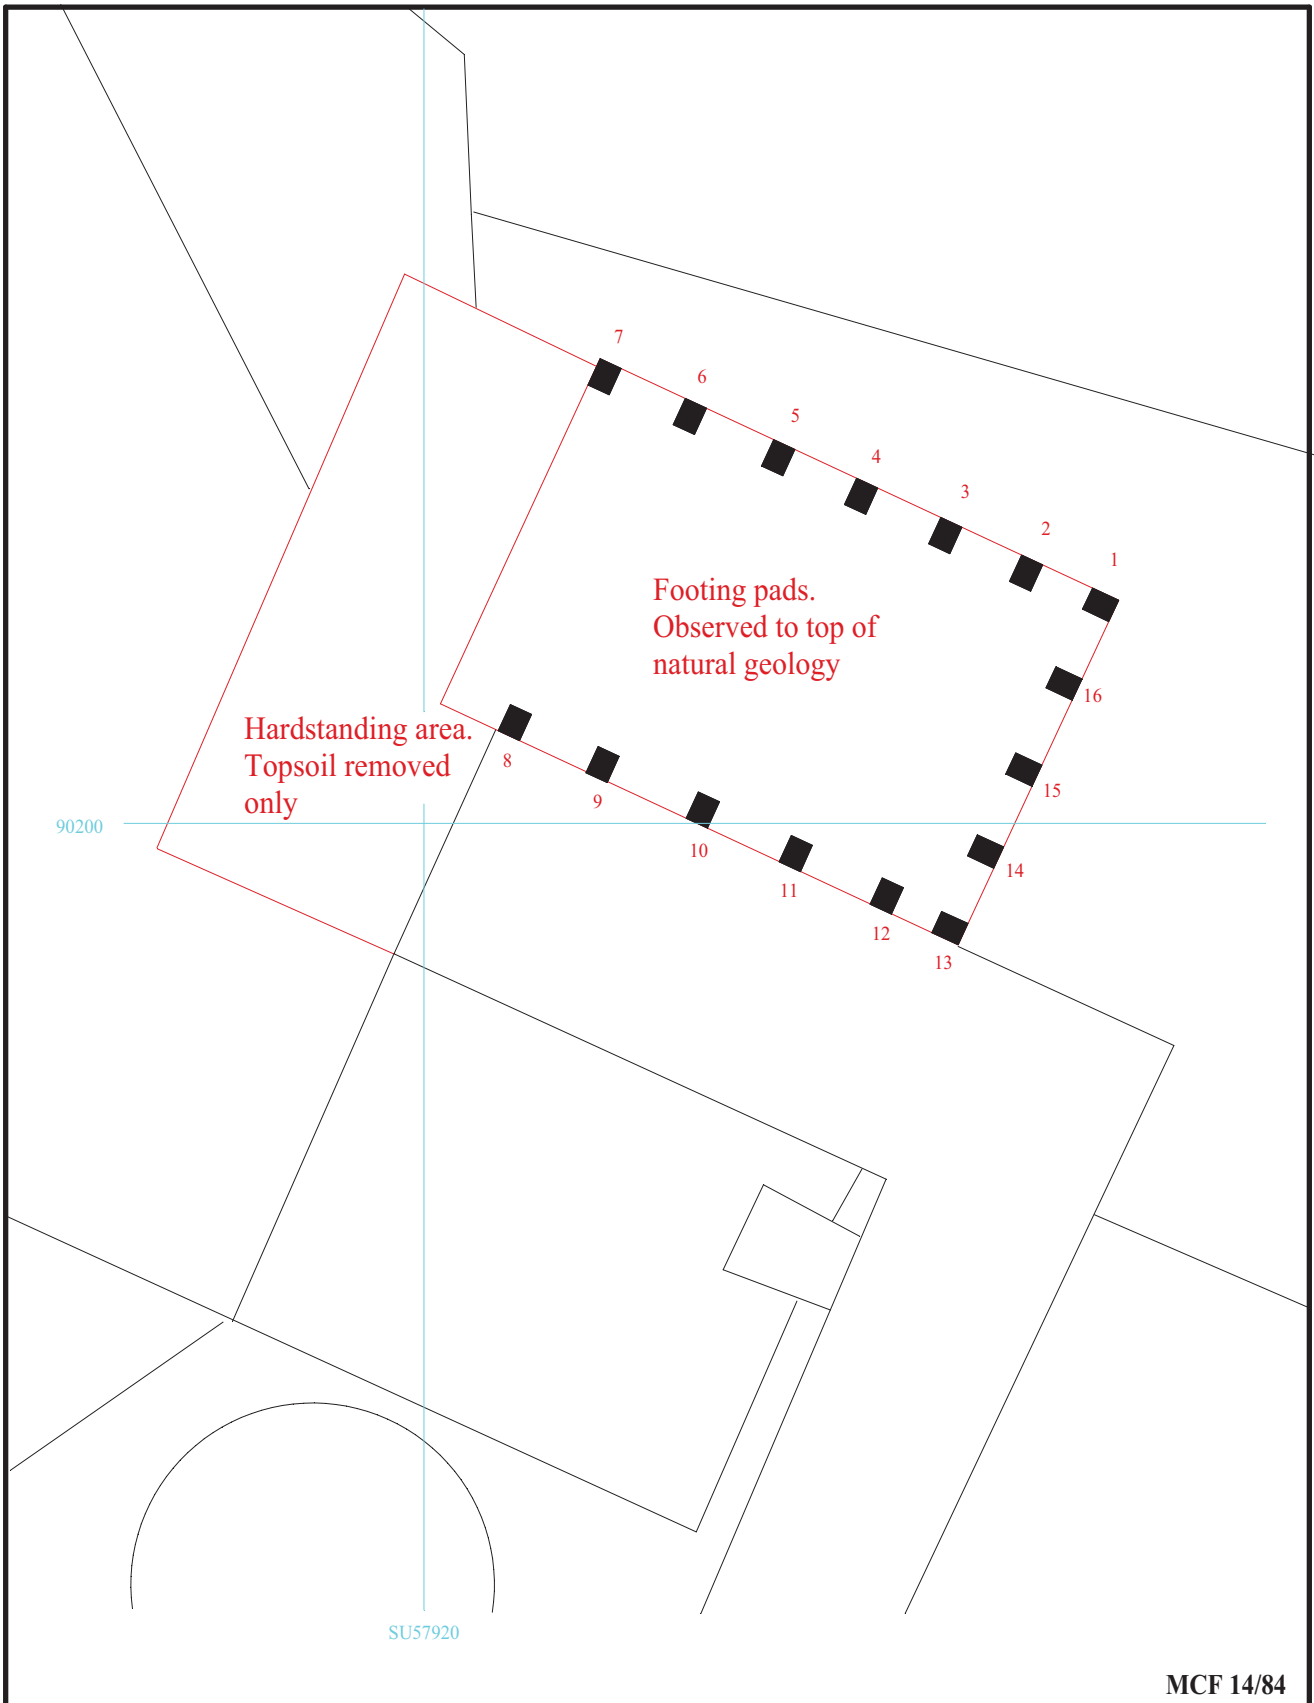 7
6
5
4
3
2
1
Footing pads.
Observed to top of
natural geology
16
Hardstanding area.
Topsoil removed
only
8
9
15
90200
10
14
11
12
13
SU57920
MCF 14/84